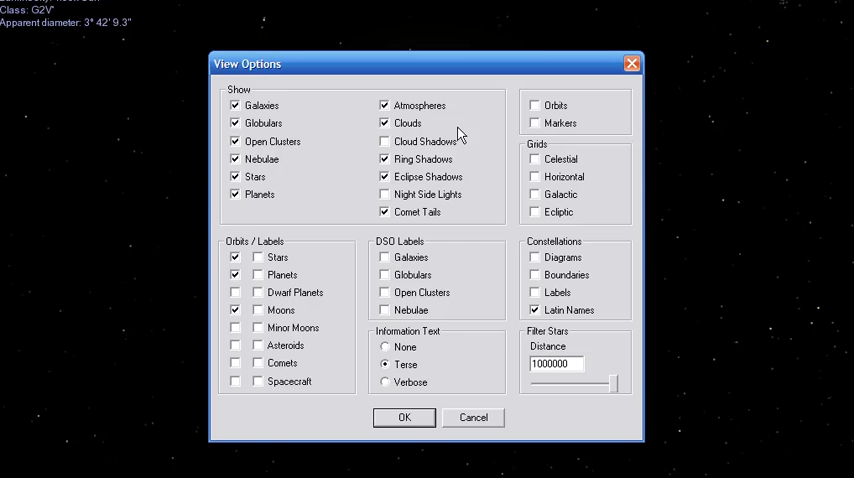 Class: G2V
Apparent diameter: 3° 42' 9.3"
View Options
Show
Galaxies
Globulars
Open Clusters
Nebulae
Stars
Planets
Atmospheres
Clouds
Cloud Shadows
Ring Shadows
Eclipse Shadows
Night Side Lights
Comet Tails
Orbits
Markers
Grids
Celestial
Horizontal
Galactic
Ecliptic
Orbits / Labels
Stars
Planets
Dwarf Planets
Moons
Minor Moons
Asteroids
Comets
Spacecraft
DSO Labels
Galaxies
Globulars
Open Clusters
Nebulae
Information Text
None
Terse
Verbose
Constellations
Diagrams
Boundaries
Labels
Latin Names
Filter Stars
Distance
1000000
OK
Cancel